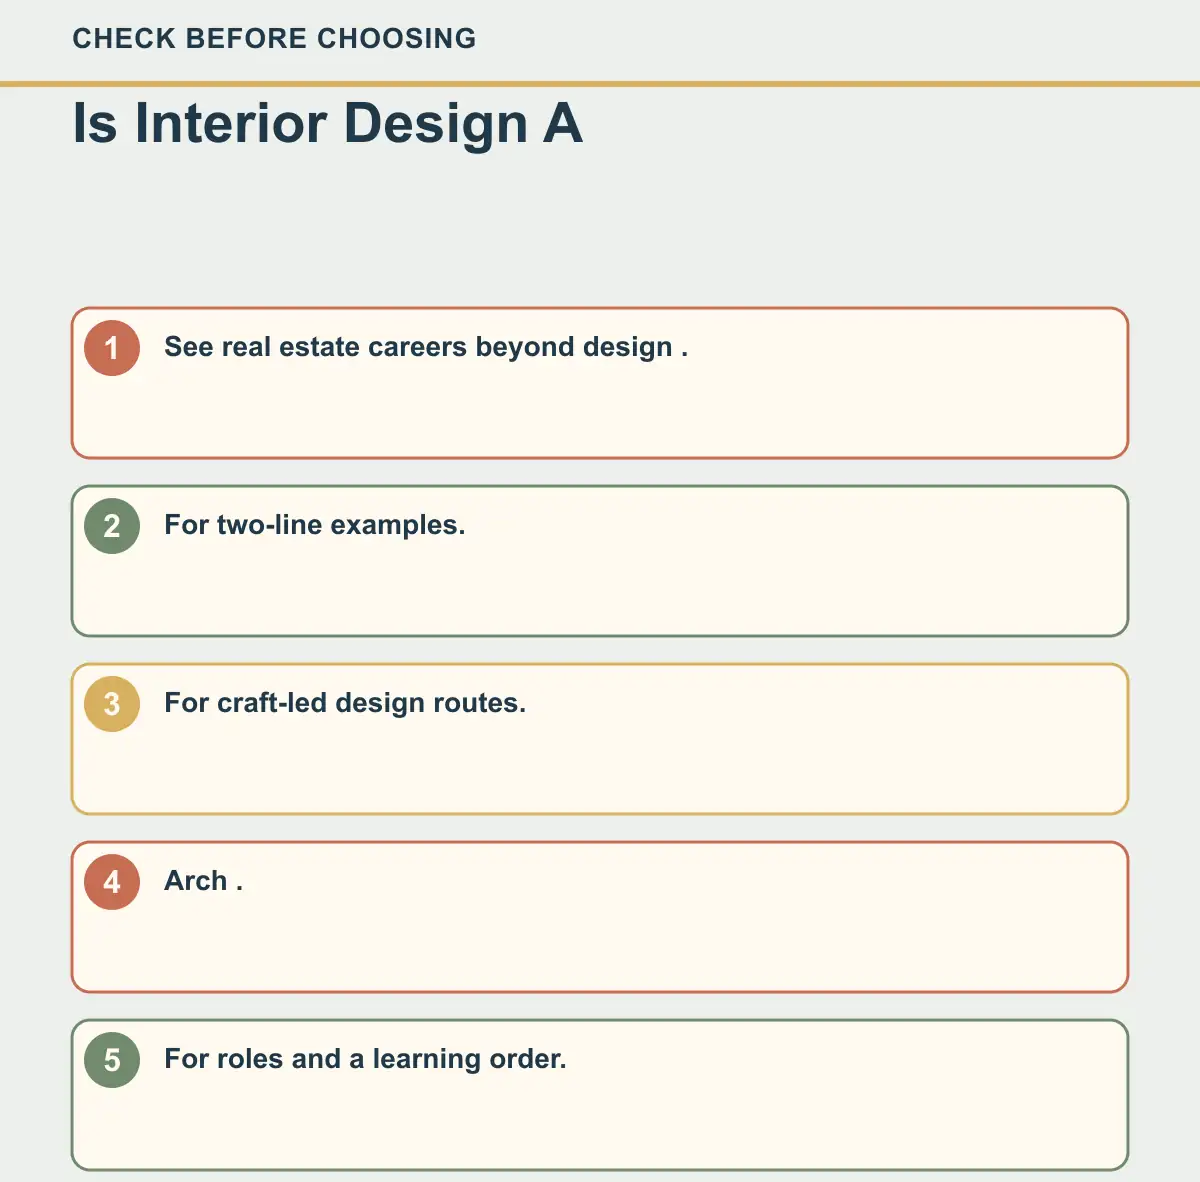 CHECK BEFORE CHOOSING
Is Interior Design A
1 See real estate careers beyond design .
2 For two-line examples.
3 For craft-led design routes.
4 Arch .
5 For roles and a learning order.